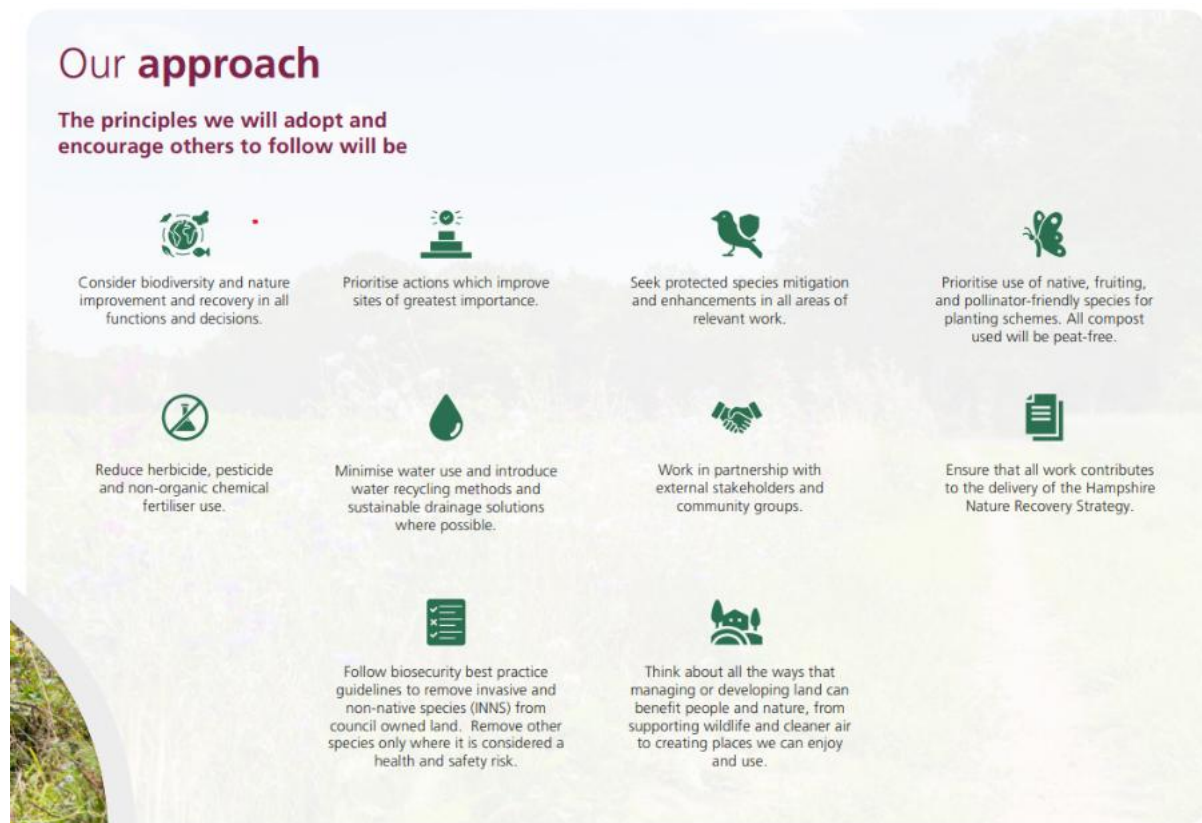 Our approach
The principles we will adopt and
encourage others to follow will be
Consider biodiversity and nature
improvement and recovery in all
functions and decisions.
Prioritise actions which improve
sites of greatest importance.
Seek protected species mitigation
and enhancements in all areas of
relevant work.
Prioritise use of native, fruiting,
and pollinator-friendly species for
planting schemes. All compost
used will be peat-free.
Reduce herbicide, pesticide
and non-organic chemical
fertiliser use.
Minimise water use and introduce
water recycling methods and
sustainable drainage solutions
where possible.
Work in partnership with
external stakeholders and
community groups.
Ensure that all work contributes
to the delivery of the Hampshire
Nature Recovery Strategy.
Follow biosecurity best practice
guidelines to remove invasive and
non-native species (INNS) from
council owned land. Remove other
species only where it is considered a
health and safety risk.
Think about all the ways that
managing or developing land can
benefit people and nature, from
supporting wildlife and cleaner air
to creating places we can enjoy
and use.